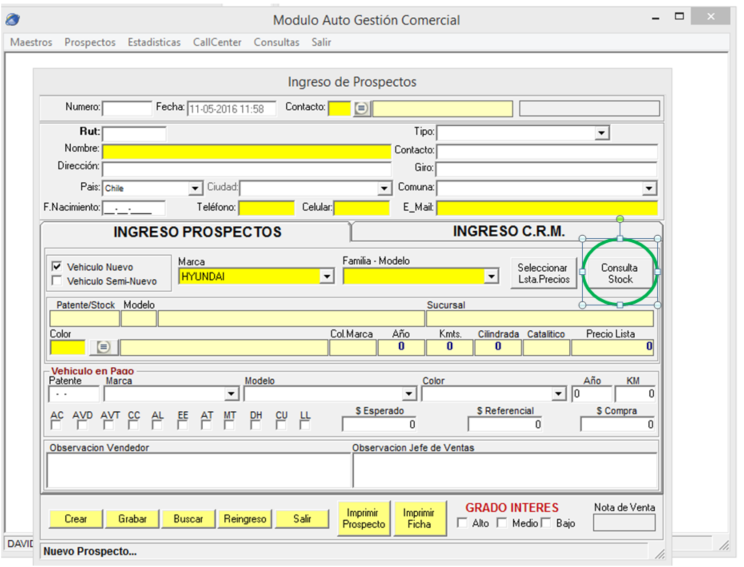 Modulo Auto Gestión Comercial
Maestros Prospectos Estadisticas CallCenter Consultas Salir
Ingreso de Prospectos
Numero: Fecha: 11-05-2016 11:58 Contacto:
Rut: Tipo:
Nombre: Contacto:
Dirección: Giro:
Pais: Chile Ciudad: Comuna:
F.Nacimiento: _._.____ Teléfono: Celular: E_Mail:
INGRESO PROSPECTOS INGRESO C.R.M.
Vehiculo Nuevo
Vehiculo Semi-Nuevo
Marca
HYUNDAI
Familia - Modelo
Seleccionar
Lsta.Precios
Consulta
Stock
Patente/Stock Modelo Sucursal
Color Col.Marca Año Kmts. Cilindrada Catalitico Precio Lista
0 0 0 0
Vehiculo en Pago
Patente Marca Modelo Color Año KM
. . 0 0
AC AVD AVT CC AL EE AT MT DH CU LL $ Esperado $ Referencial $ Compra
0 0 0
Observacion Vendedor Observacion Jefe de Ventas
Crear Grabar Buscar Reingreso Salir
Imprimir
Prospecto
Imprimir
Ficha
GRADO INTERES
Alto Medio Bajo
Nota de Venta
DAVID
Nuevo Prospecto...